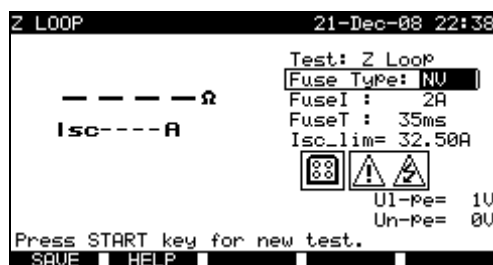 Z LOOP 21-Dec-08 22:38
Test: Z Loop
Fuse Type: NV
FuseI : 2A
FuseT : 35ms
Isc_lim= 32.50A
----Ω
Isc----A
Ul-pe= 1V
Un-pe= 0V
Press START key for new test.
SAVE HELP